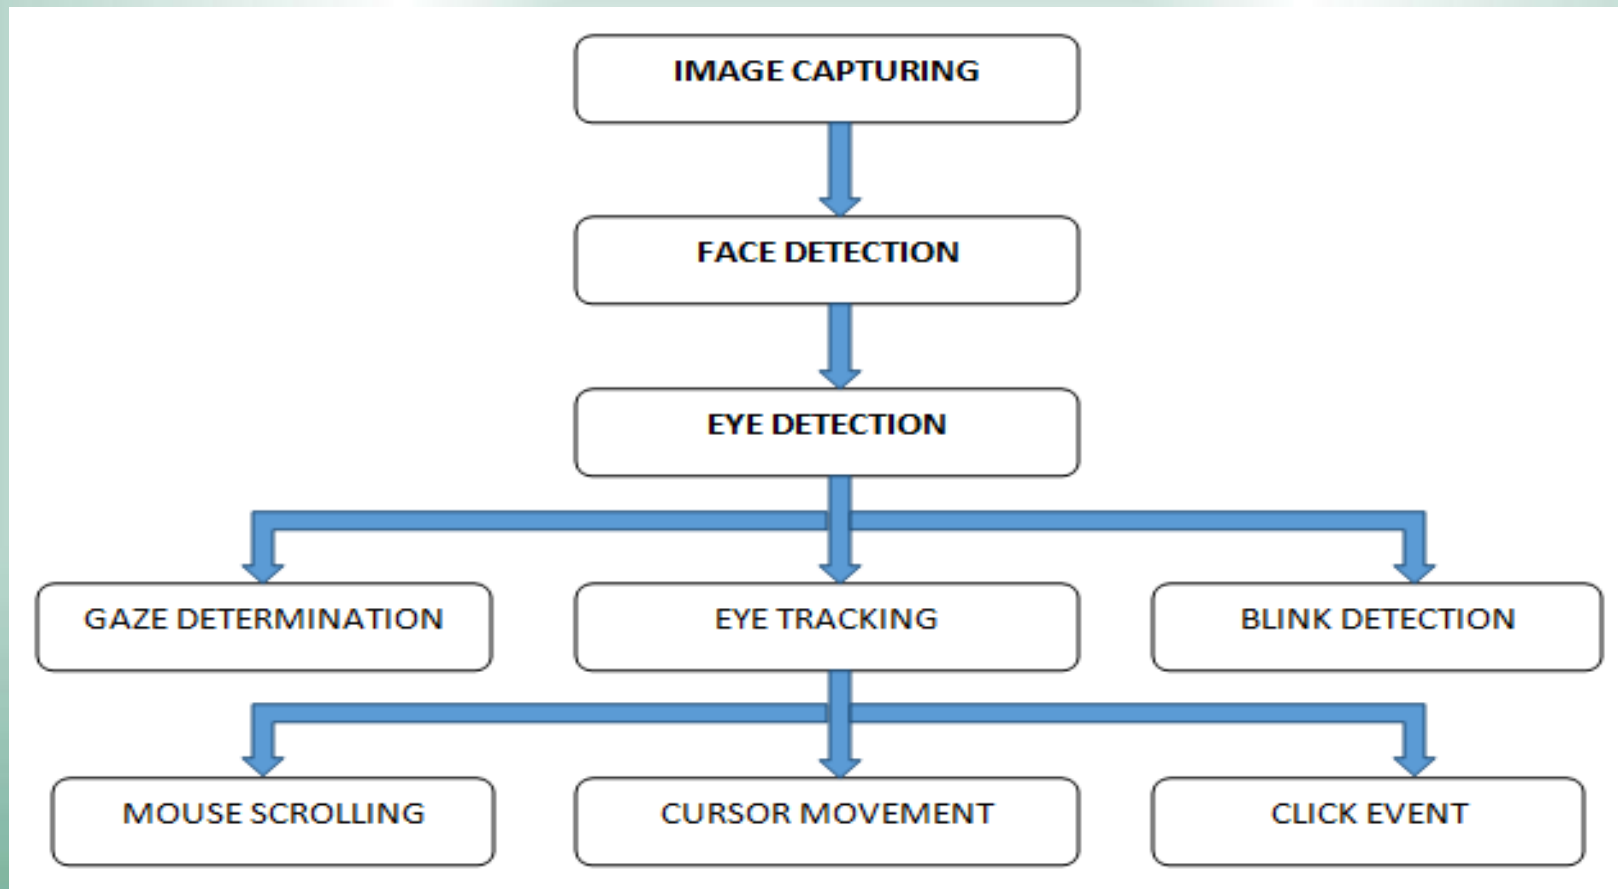 IMAGE CAPTURING
FACE DETECTION
EYE DETECTION
GAZE DETERMINATION
EYE TRACKING
BLINK DETECTION
MOUSE SCROLLING
CURSOR MOVEMENT
CLICK EVENT